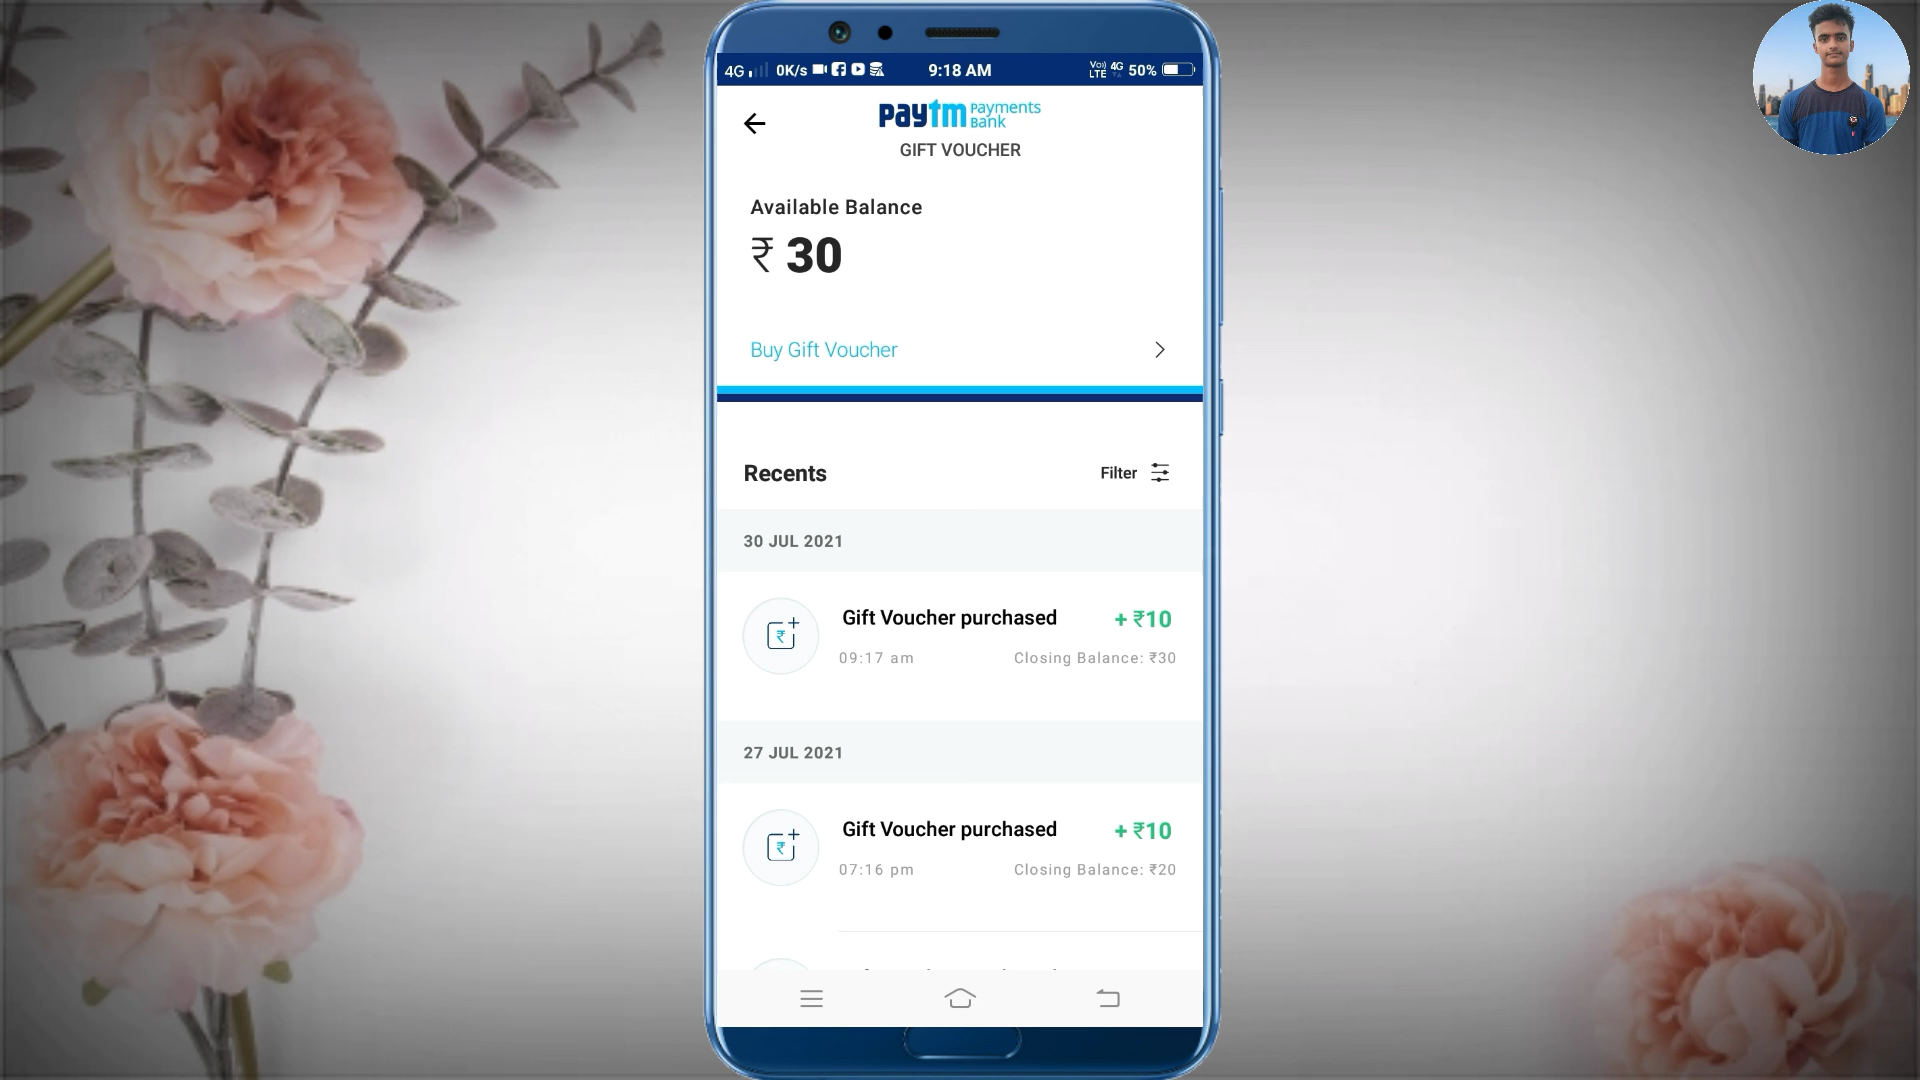 4G 0K/s 9:18 AM VoLTE 4G 50%
paytm Payments Bank
GIFT VOUCHER
Available Balance
₹ 30
Buy Gift Voucher
Recents
Filter
30 JUL 2021
Gift Voucher purchased + ₹10
09:17 am Closing Balance: ₹30
27 JUL 2021
Gift Voucher purchased + ₹10
07:16 pm Closing Balance: ₹20